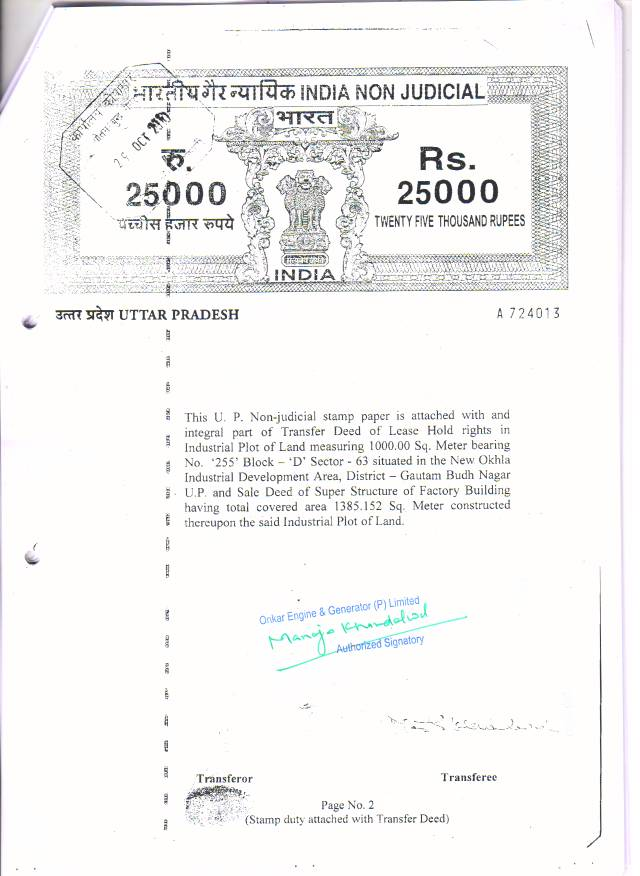 भारतीय गैर न्यायिक INDIA NON JUDICIAL
भारत
26 OCT
रु. Rs.
25000 25000
पच्चीस हजार रुपये TWENTY FIVE THOUSAND RUPEES
INDIA
उत्तर प्रदेश UTTAR PRADESH A 724013
This U. P. Non-judicial stamp paper is attached with and
integral part of Transfer Deed of Lease Hold rights in
Industrial Plot of Land measuring 1000.00 Sq. Meter bearing
No. ‘255’ Block – ‘D’ Sector - 63 situated in the New Okhla
Industrial Development Area, District – Gautam Budh Nagar
U.P. and Sale Deed of Super Structure of Factory Building
having total covered area 1385.152 Sq. Meter constructed
thereupon the said Industrial Plot of Land.
Onkar Engine & Generator (P) Limited
Manoj Khandelwal
Authorized Signatory
Transferor Transferee
Page No. 2
(Stamp duty attached with Transfer Deed)